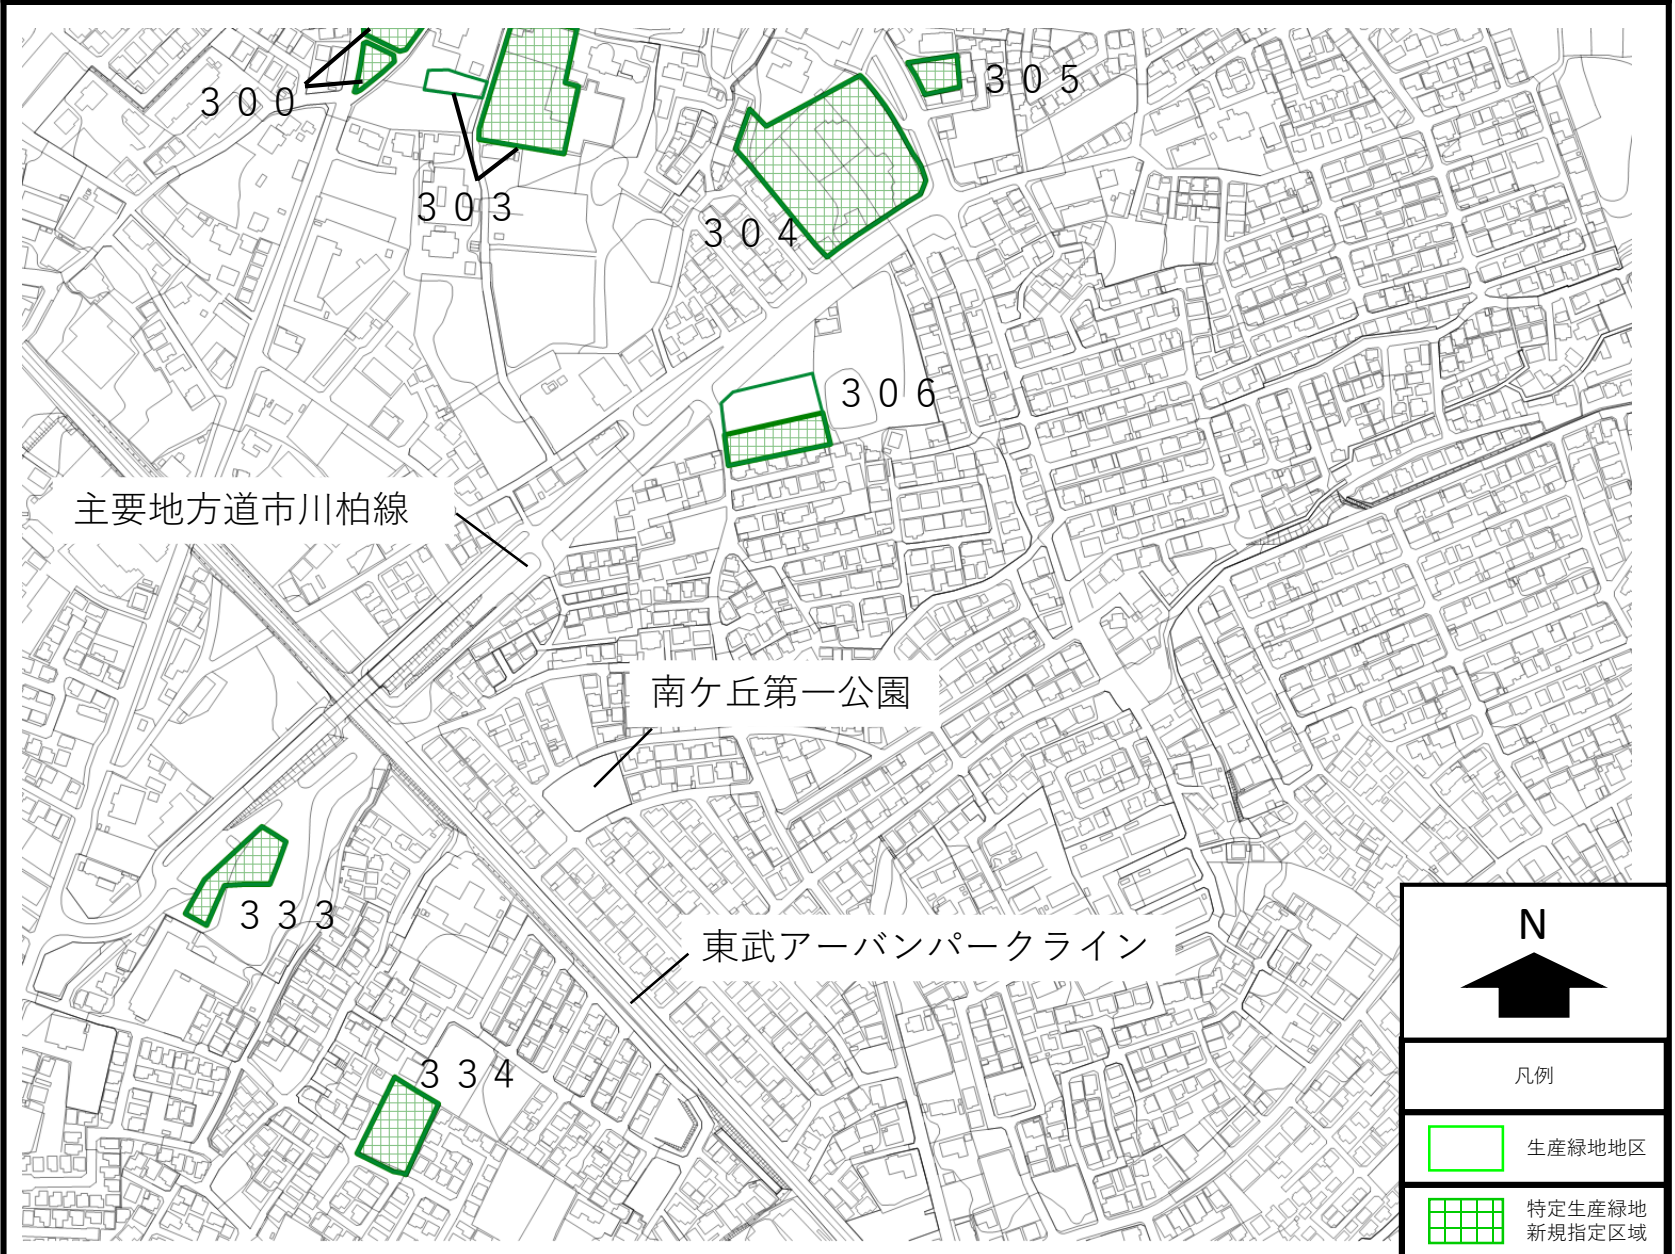 ３００
３０５
３０３
３０４
３０６
主要地方道市川柏線
南ケ丘第一公園
３３３
東武アーバンパークライン
３３４
N
凡例
生産緑地地区
特定生産緑地
新規指定区域